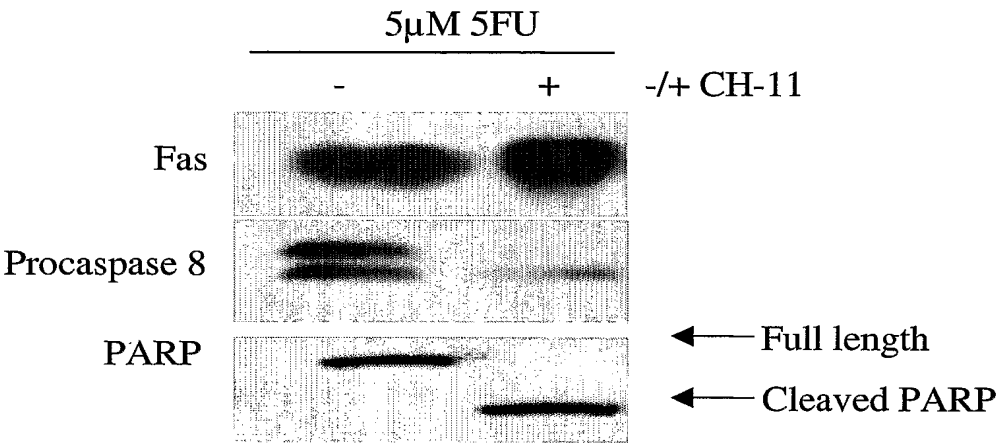 5µM 5FU
- + -/+ CH-11
Fas
Procaspase 8
PARP
Full length
Cleaved PARP